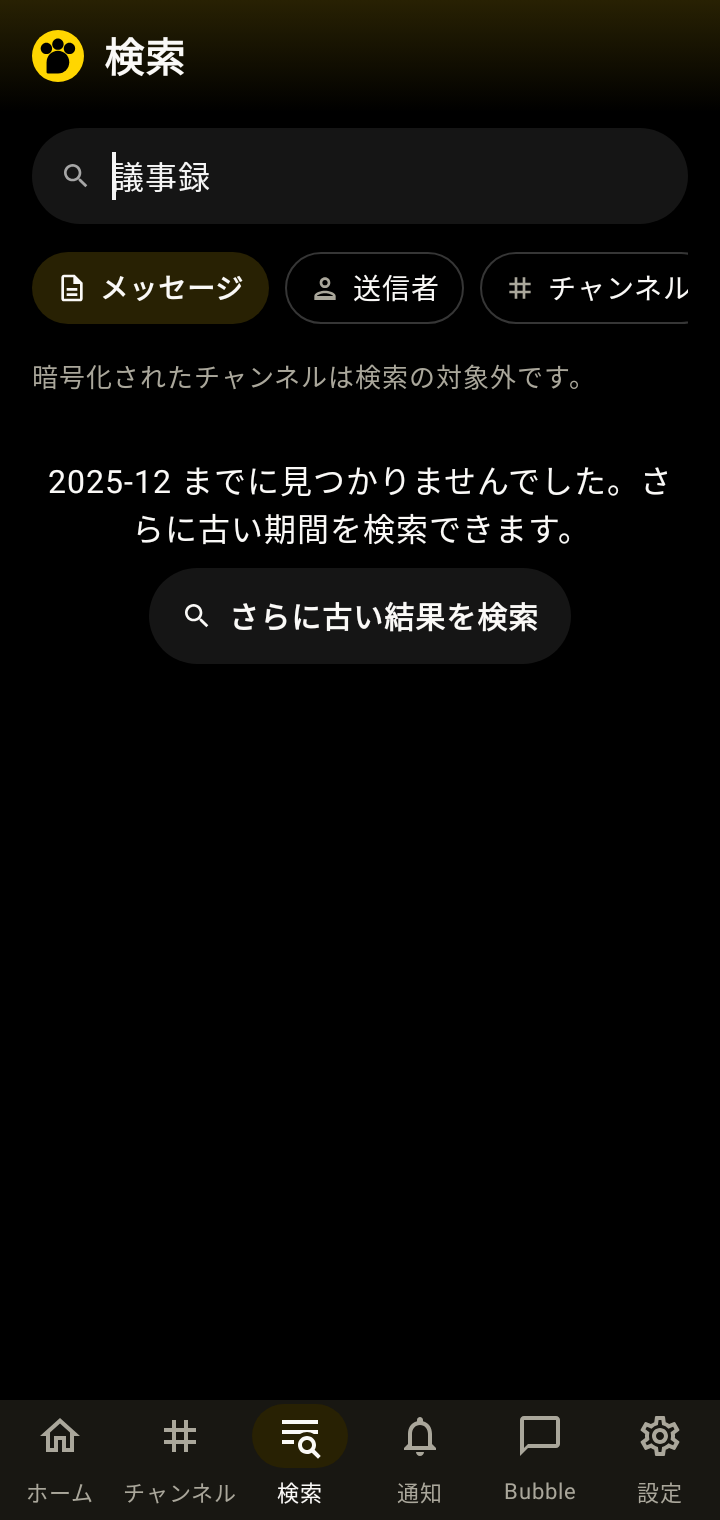 検索
議事録
メッセージ
送信者
チャンネル
暗号化されたチャンネルは検索の対象外です。
2025-12 までに見つかりませんでした。さ
らに古い期間を検索できます。
さらに古い結果を検索
ホーム
チャンネル
検索
通知
Bubble
設定